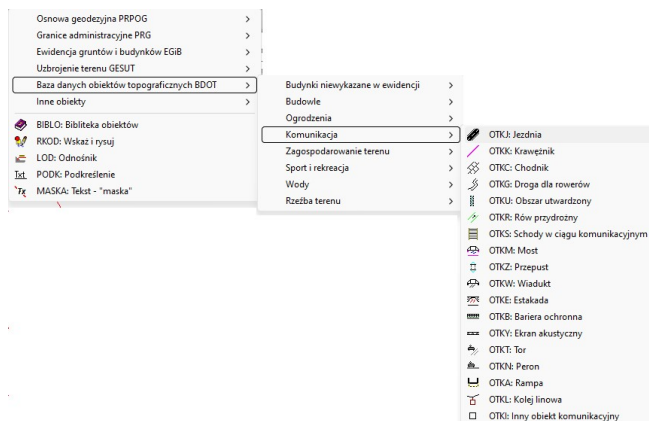 Osnowa geodezyjna PRPOG
Granice administracyjne PRG
Ewidencja gruntów i budynków EGiB
Uzbrojenie terenu GESUT
Baza danych obiektów topograficznych BDOT
Inne obiekty
BIBLO: Bibliteka obiektów
RKOD: Wskaż i rysuj
LOD: Odnośnik
Txt PODK: Podkreślenie
Tx MASKA: Tekst - "maska"
Budynki niewykazane w ewidencji
Budowle
Ogrodzenia
Komunikacja
Zagospodarowanie terenu
Sport i rekreacja
Wody
Rzeźba terenu
OTKJ: Jezdnia
OTKK: Krawężnik
OTKC: Chodnik
OTKG: Droga dla rowerów
OTKU: Obszar utwardzony
OTKR: Rów przydrożny
OTKS: Schody w ciągu komunikacyjnym
OTKM: Most
OTKZ: Przepust
OTKW: Wiadukt
OTKE: Estakada
OTKB: Bariera ochronna
OTKY: Ekran akustyczny
OTKT: Tor
OTKN: Peron
OTKA: Rampa
OTKL: Kolej linowa
OTKI: Inny obiekt komunikacyjny